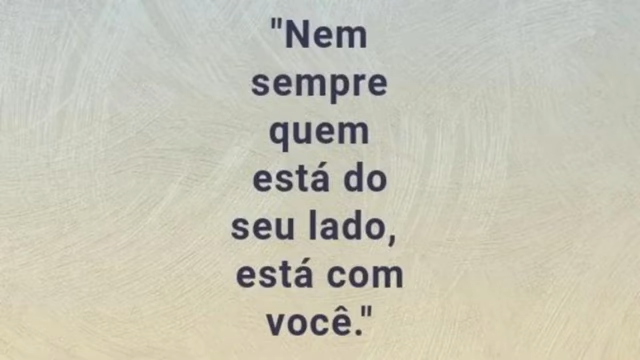 "Nem
sempre
quem
está do
seu lado,
está com
você."